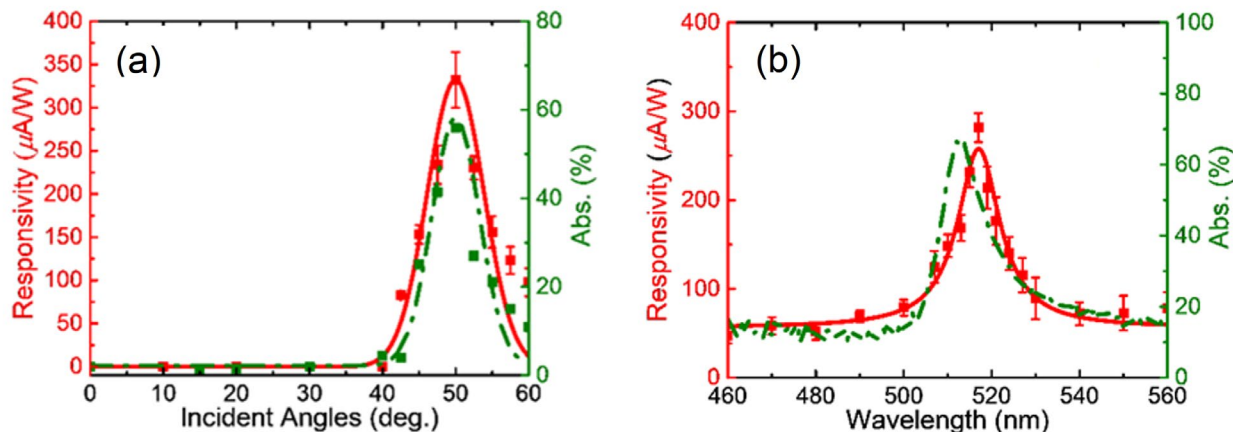 (a)
Responsivity (μA/W)
400
350
300
250
200
150
100
50
0
0 10 20 30 40 50 60
Incident Angles (deg.)
80
60
40
20
0
Abs. (%)
(b)
Responsivity (μA/W)
400
300
200
100
0
460 480 500 520 540 560
Wavelength (nm)
100
80
60
40
20
0
Abs. (%)